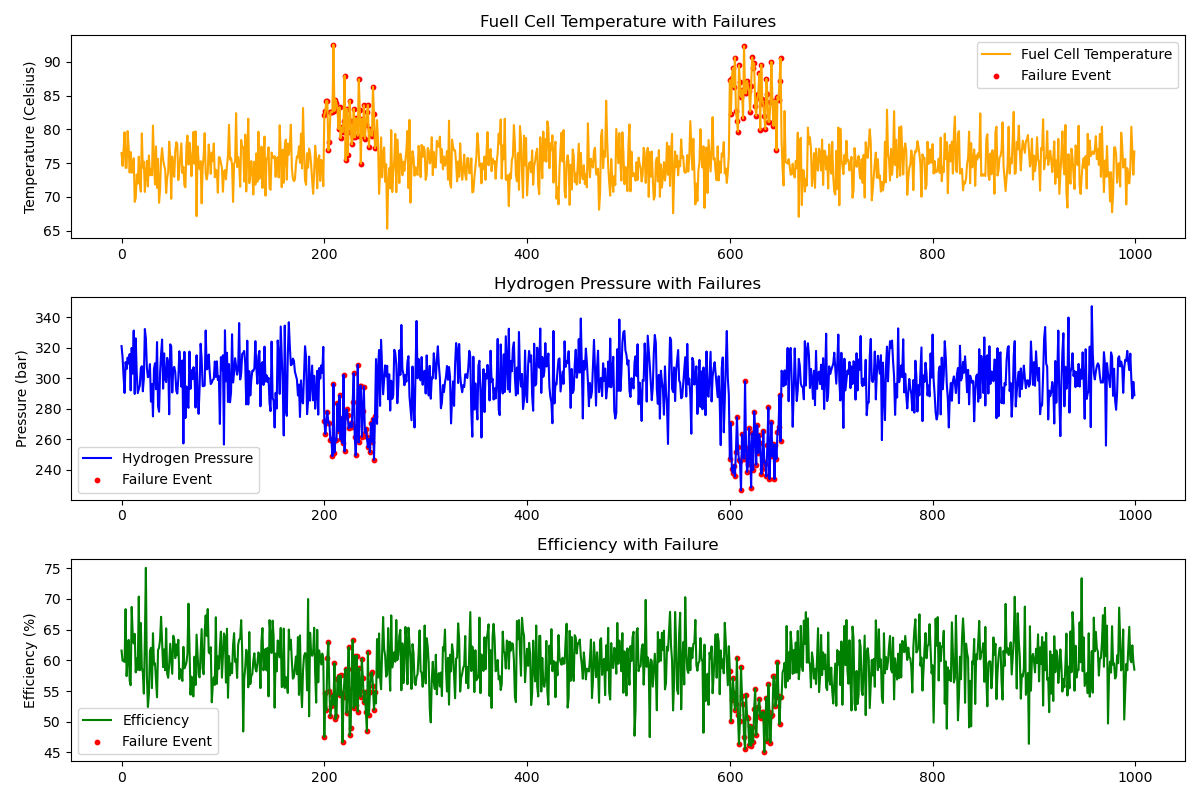 Fuell Cell Temperature with Failures
Temperature (Celsius)
90
85
80
75
70
65
Fuel Cell Temperature
Failure Event
0 200 400 600 800 1000
Hydrogen Pressure with Failures
Pressure (bar)
340
320
300
280
260
240
Hydrogen Pressure
Failure Event
0 200 400 600 800 1000
Efficiency with Failure
Efficiency (%)
75
70
65
60
55
50
45
Efficiency
Failure Event
0 200 400 600 800 1000